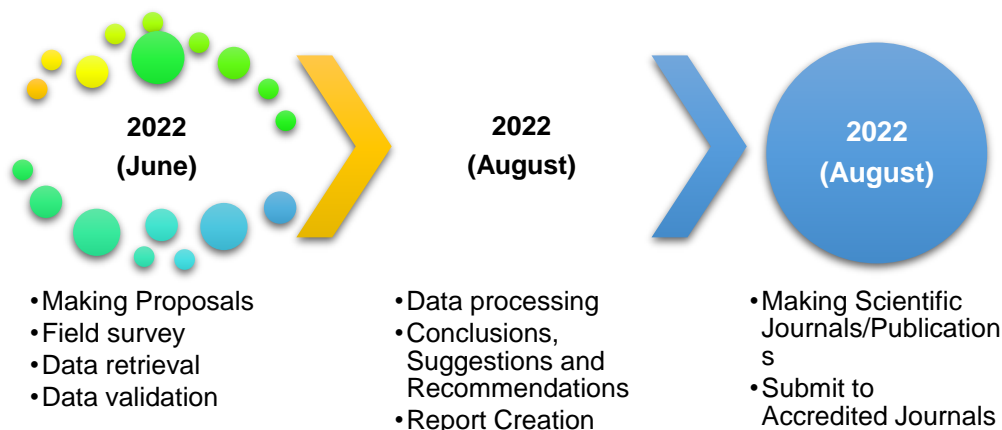 2022
(June)
•Making Proposals
•Field survey
•Data retrieval
•Data validation
2022
(August)
•Data processing
•Conclusions,
Suggestions and
Recommendations
•Report Creation
2022
(August)
•Making Scientific
Journals/Publication
s
•Submit to
Accredited Journals